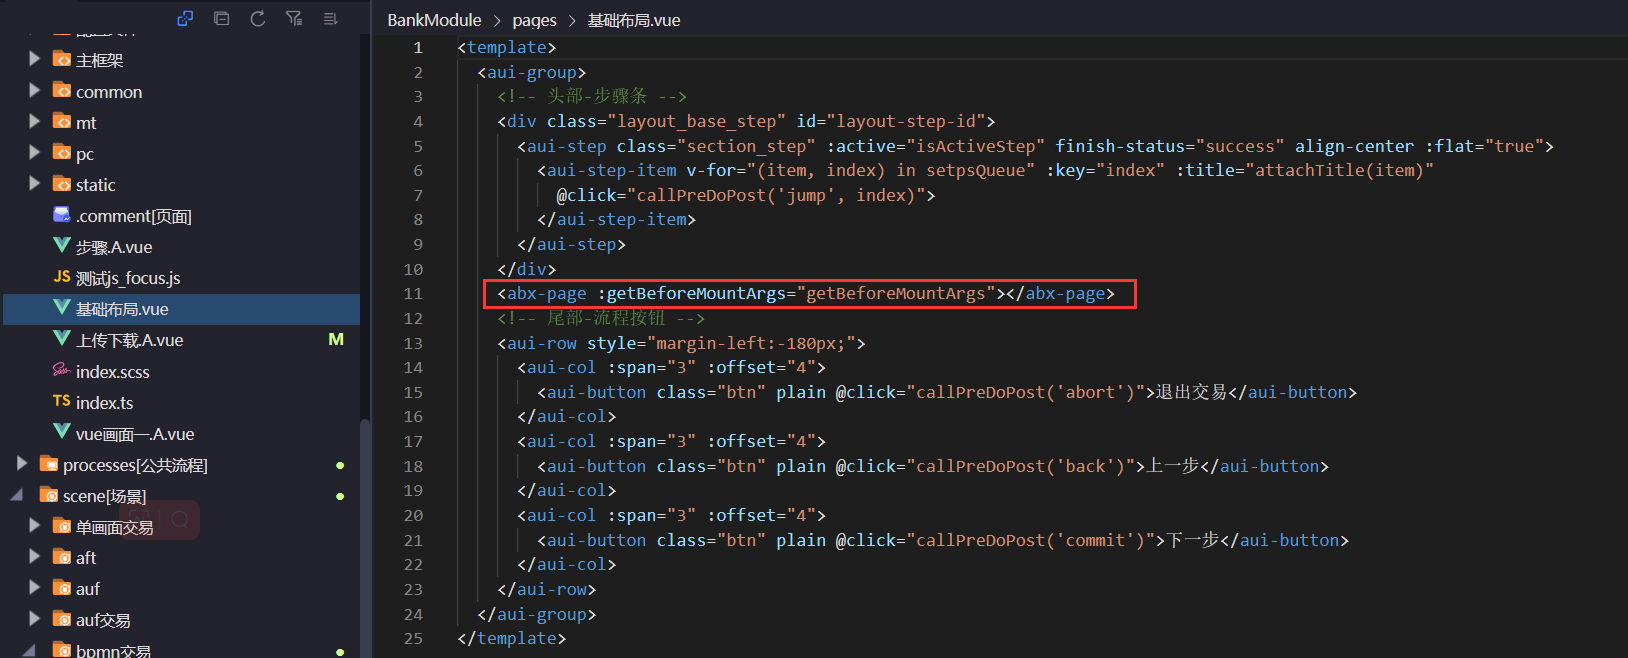 主框架
common
mt
pc
static
.comment[页面]
步骤.A.vue
JS 测试js_focus.js
基础布局.vue
上传下载.A.vue M
index.scss
TS index.ts
vue画面一.A.vue
processes[公共流程]
scene[场景]
单画面交易
aft
auf
auf交易
bpmn交易
BankModule > pages > 基础布局.vue
1 <template>
2 <aui-group>
3 <!-- 头部-步骤条 -->
4 <div class="layout_base_step" id="layout-step-id">
5 <aui-step class="section_step" :active="isActiveStep" finish-status="success" align-center :flat="true">
6 <aui-step-item v-for="(item, index) in setpsQueue" :key="index" :title="attachTitle(item)"
7 @click="callPreDoPost('jump', index)">
8 </aui-step-item>
9 </aui-step>
10 </div>
11 <abx-page :getBeforeMountArgs="getBeforeMountArgs"></abx-page>
12 <!-- 尾部-流程按钮 -->
13 <aui-row style="margin-left:-180px;">
14 <aui-col :span="3" :offset="4">
15 <aui-button class="btn" plain @click="callPreDoPost('abort')">退出交易</aui-button>
16 </aui-col>
17 <aui-col :span="3" :offset="4">
18 <aui-button class="btn" plain @click="callPreDoPost('back')">上一步</aui-button>
19 </aui-col>
20 <aui-col :span="3" :offset="4">
21 <aui-button class="btn" plain @click="callPreDoPost('commit')">下一步</aui-button>
22 </aui-col>
23 </aui-row>
24 </aui-group>
25 </template>